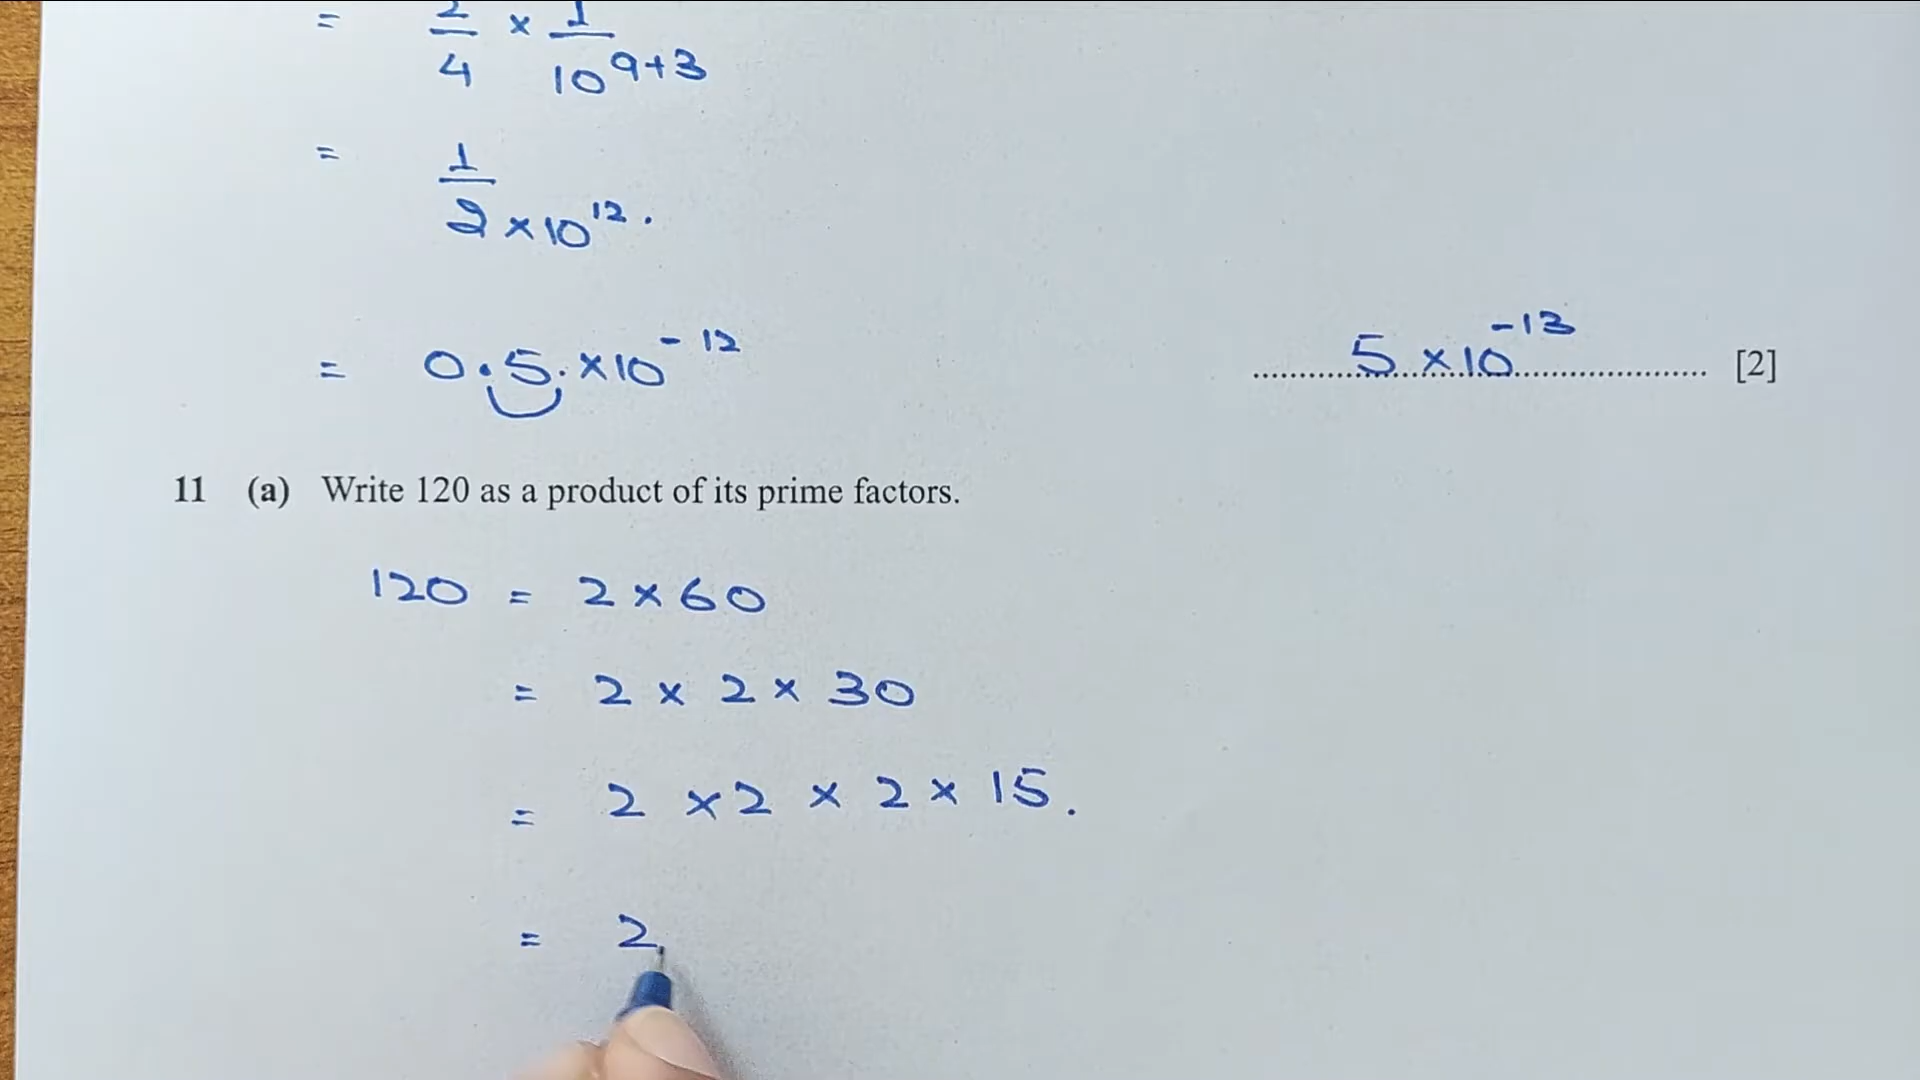 = 2/4 × 1/10^9+3
= 1/2 × 10^12.
= 0.5. × 10^-12
5 × 10^-13 [2]
11 (a) Write 120 as a product of its prime factors.
120 = 2 × 60
= 2 × 2 × 30
= 2 × 2 × 2 × 15.
= 2